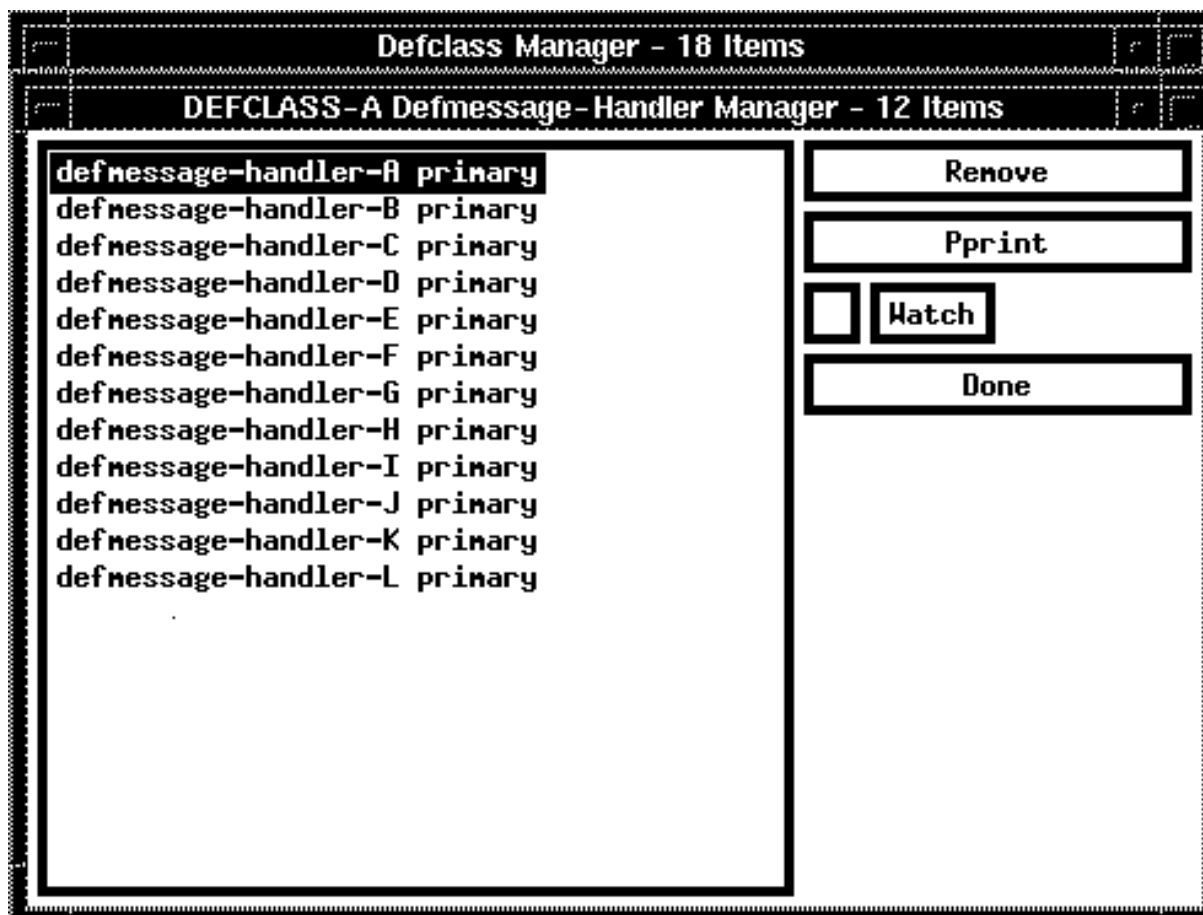 Defclass Manager - 18 Items
DEFCLASS-A Defmessage-Handler Manager - 12 Items
defmessage-handler-A primary
defmessage-handler-B primary
defmessage-handler-C primary
defmessage-handler-D primary
defmessage-handler-E primary
defmessage-handler-F primary
defmessage-handler-G primary
defmessage-handler-H primary
defmessage-handler-I primary
defmessage-handler-J primary
defmessage-handler-K primary
defmessage-handler-L primary
Remove
Pprint
Watch
Done